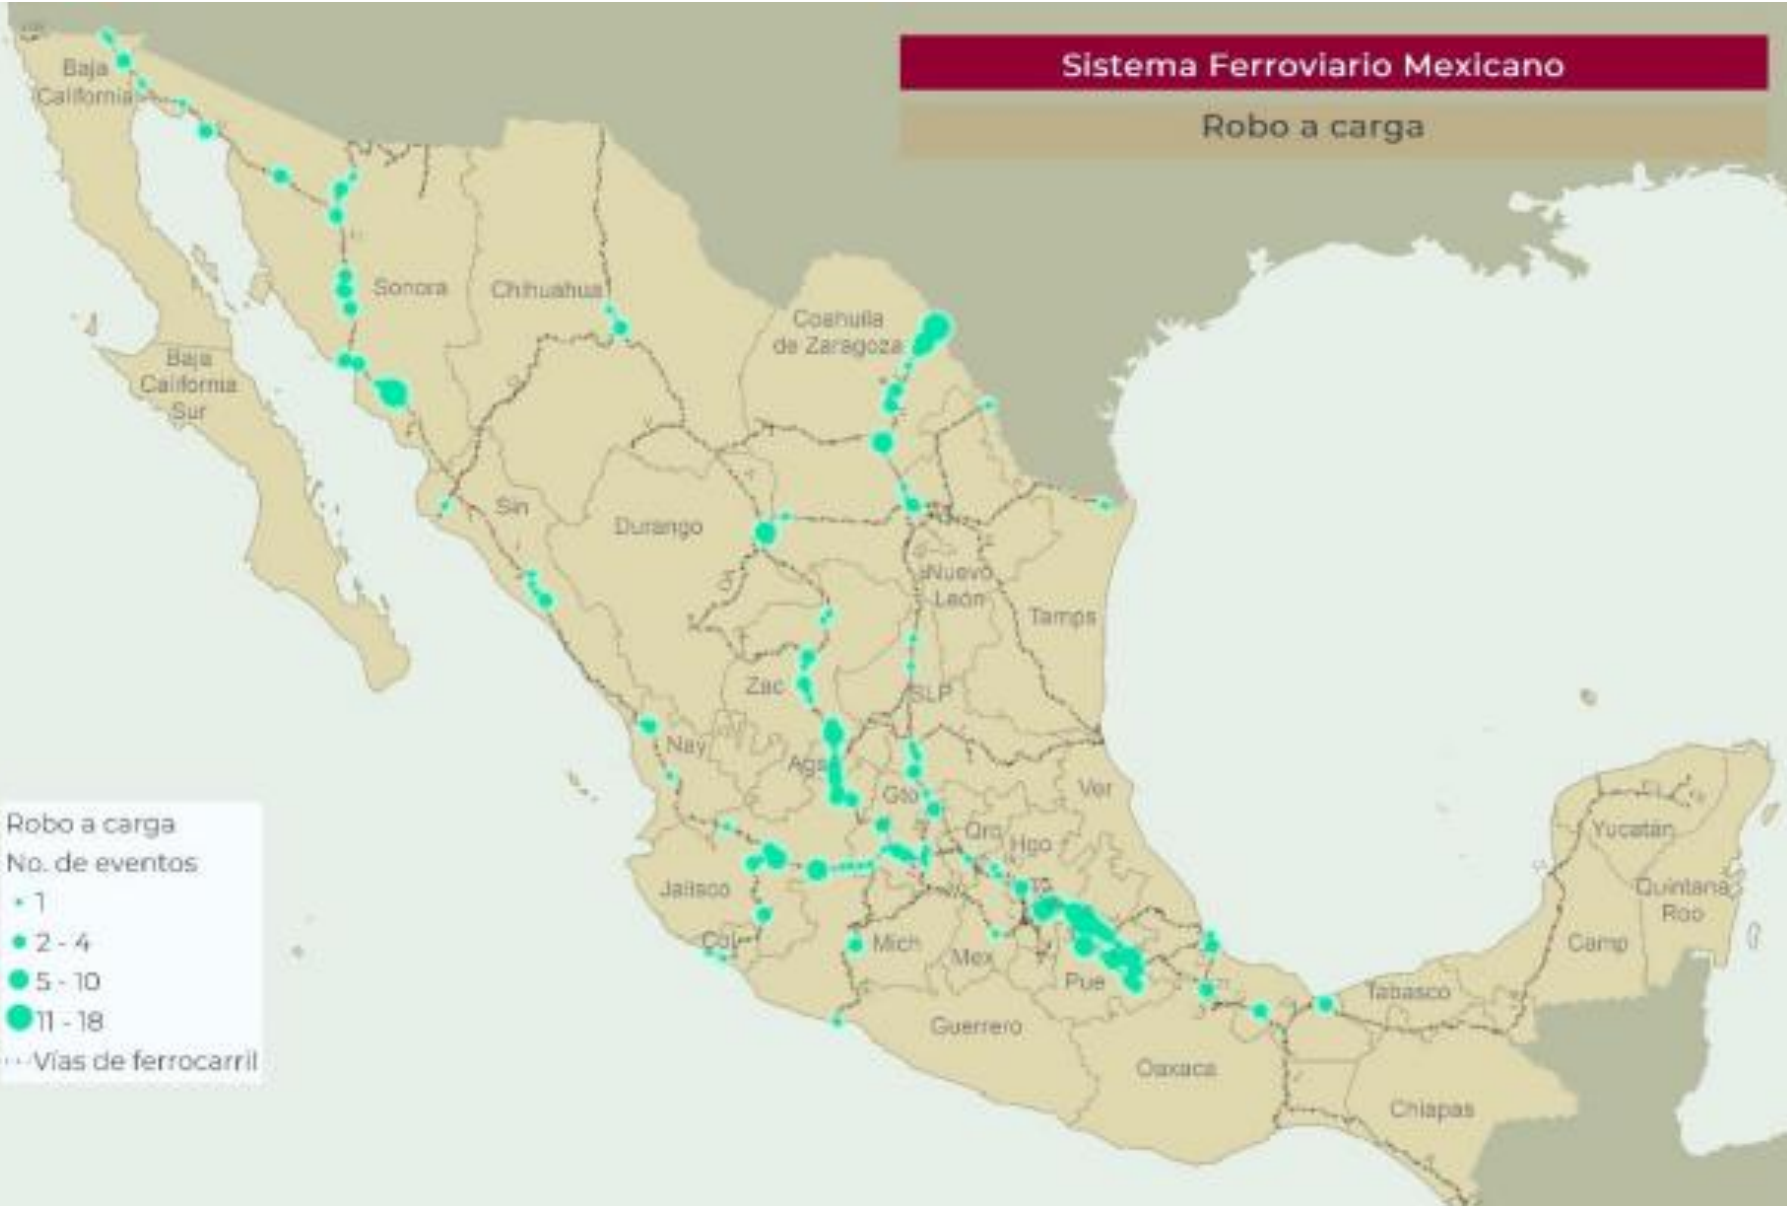 Sistema Ferroviario Mexicano
Robo a carga
Baja
California
Sonora
Chihuahua
Coahuila
de Zaragoza
Baja
California
Sur
Sin
Durango
Nuevo
León
Tamps
Zac
SLP
Nay
Ags
Gto
Ver
Qro
Hgo
Yucatán
Jalisco
Quintana
Roo
Col
Mich
Mex
Camp
Pue
Tabasco
Guerrero
Oaxaca
Chiapas
Robo a carga
No. de eventos
1
2 - 4
5 - 10
11 - 18
Vías de ferrocarril